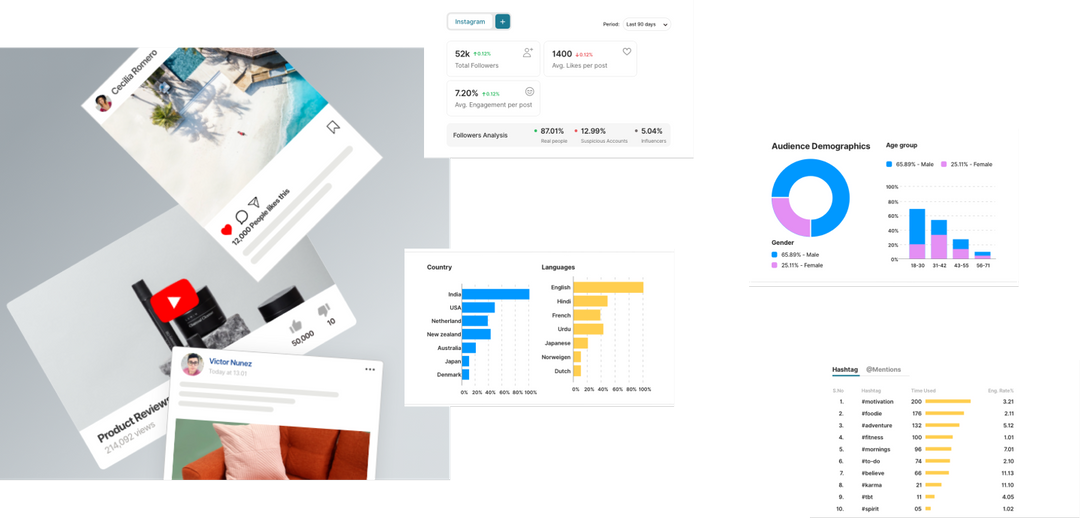 Cecilia Romero
12,000 People likes this
50,000
10
Product Review
214,092 views
Victor Nunez
Today at 13:01
Instagram
+
Period: Last 90 days
52k 0.12%
Total Followers
1400 0.12%
Avg. Likes per post
7.20% 0.12%
Avg. Engagement per post
Followers Analysis
87.01%
Real people
12.99%
Suspicious Accounts
5.04%
Influencers
Country
India
USA
Netherland
New zealand
Australia
Japan
Denmark
0% 20% 40% 60% 80% 100%
Languages
English
Hindi
French
Urdu
Japanese
Norweigen
Dutch
0% 20% 40% 60% 80% 100%
Audience Demographics
Gender
65.89% - Male
25.11% - Female
Age group
65.89% - Male 25.11% - Female
100%
80%
60%
40%
20%
0%
18-30 31-42 43-55 56-71
Hashtag @Mentions
S.No Hashtag Time Used Eng. Rate%
1. #motivation 200 3.21
2. #foodie 176 2.11
3. #adventure 132 5.12
4. #fitness 100 1.01
5. #mornings 96 7.01
6. #to-do 74 2.10
7. #believe 66 11.13
8. #karma 21 11.10
9. #tbt 11 4.05
10. #spirit 05 1.02